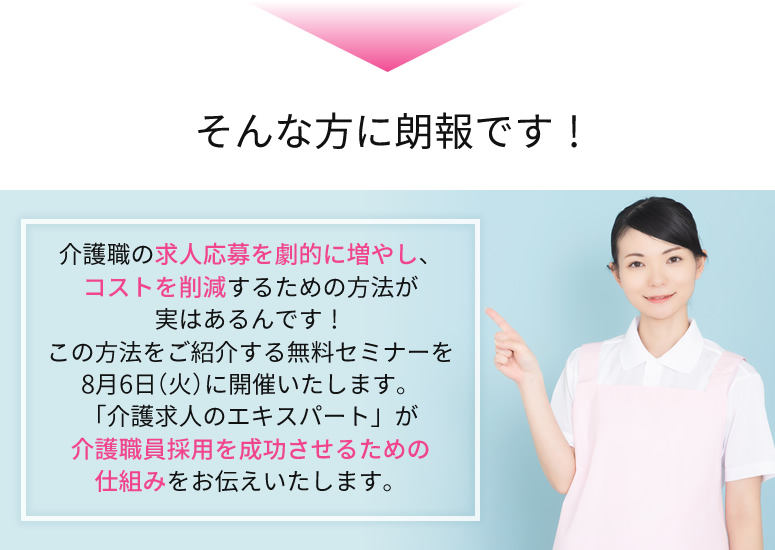 そんな方に朗報です！
介護職の求人応募を劇的に増やし、
コストを削減するための方法が
実はあるんです！
この方法をご紹介する無料セミナーを
8月6日（火）に開催いたします。
「介護求人のエキスパート」が
介護職員採用を成功させるための
仕組みをお伝えいたします。